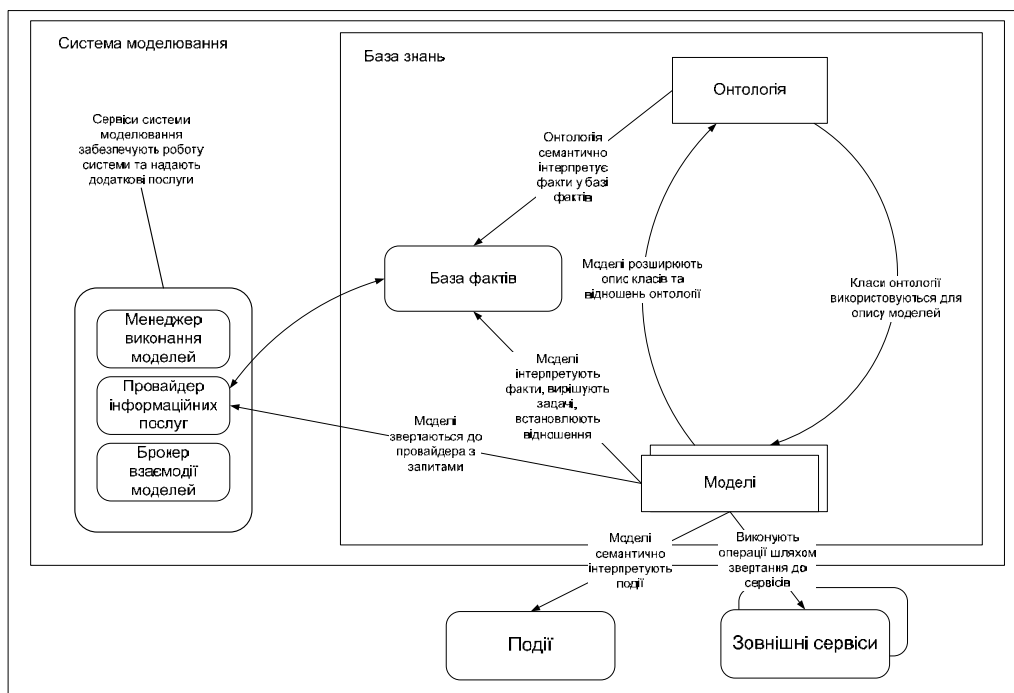 Система моделювання
База знань
Онтологія
Сервіси системи
моделювання
забезпечують роботу
системи та надають
додаткові послуги
Онтологія
семантично
інтерпретує
факти у базі
фактів
База фактів
Моделі розширюють
опис класів та
відношень онтології
Класи онтології
використовуються для
опису моделей
Менеджер
виконання
моделей
Провайдер
інформаційних
послуг
Брокер
взаємодії
моделей
Моделі
інтерпретують
факти, вирішують
задачі,
встановлюють
відношення
Моделі
звертаються до
провайдера з
запитами
Моделі
Моделі
семантично
інтерпретують
події
Виконують
операції шляхом
звертання до
сервісів
Події
Зовнішні сервіси